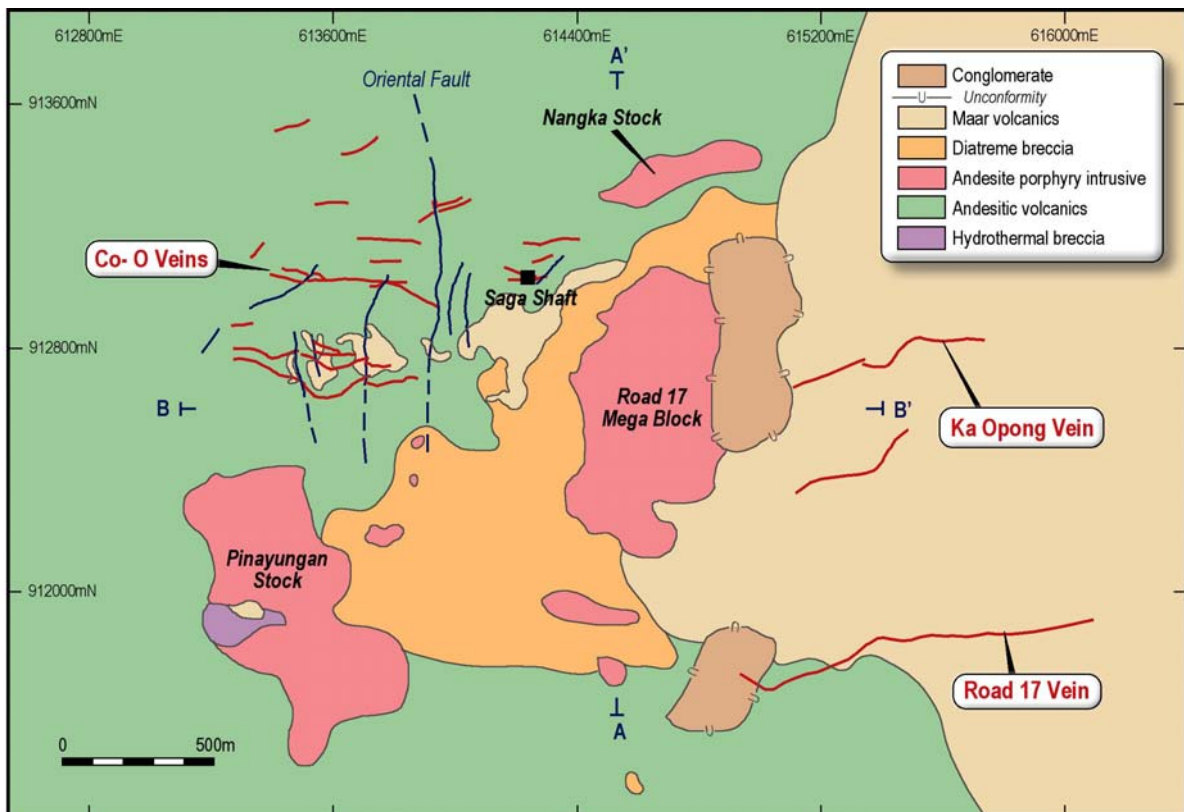 612800mE
613600mE
614400mE
615200mE
616000mE
A'
Oriental Fault
913600mN
Nangka Stock
Conglomerate
U
Unconformity
Maar volcanics
Diatreme breccia
Andesite porphyry intrusive
Andesitic volcanics
Hydrothermal breccia
Co- O Veins
Saga Shaft
912800mN
B
Road 17
Mega Block
B'
Ka Opong Vein
Pinayungan
Stock
912000mN
Road 17 Vein
A
0
500m